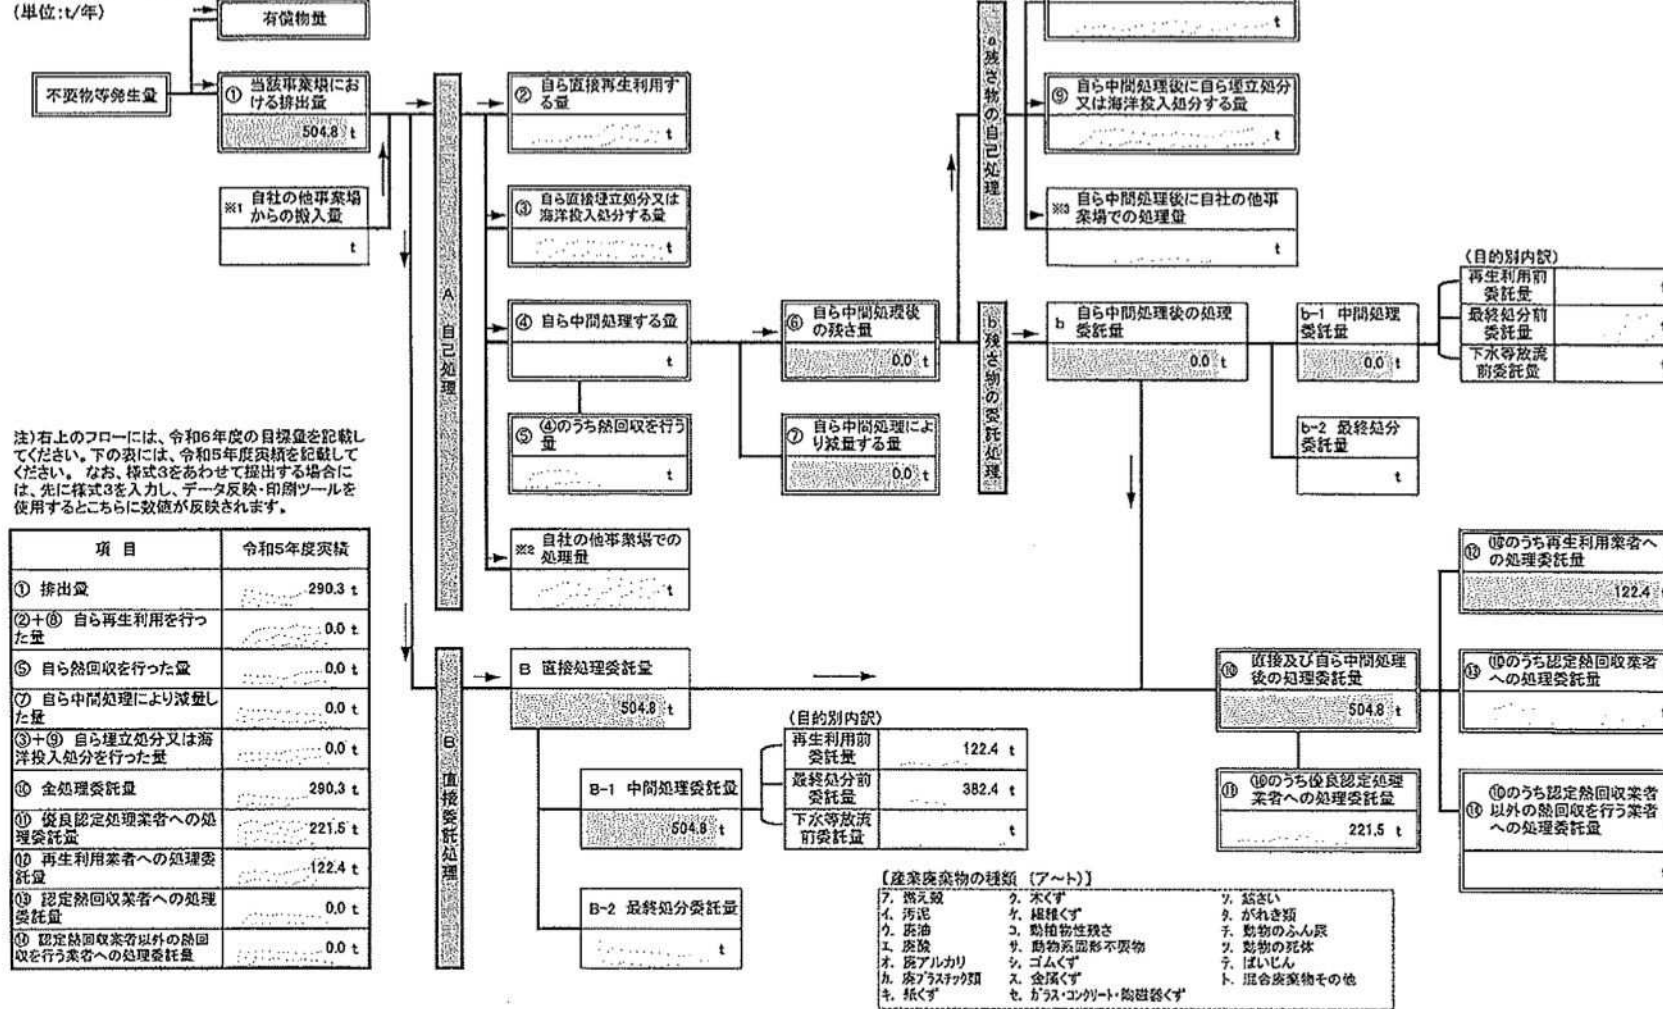 (単位:t/年)
有償物量
不要物等発生量
① 当該事業場にお
ける排出量
504.8 t
※1 自社の他事業場
からの搬入量
t
A 自己処理
② 自ら直接再生利用す
る量
t
③ 自ら直接埋立処分又は
海洋投入処分する量
t
④ 自ら中間処理する量
t
⑤ ④のうち熱回収を行う
量
t
※2 自社の他事業場での
処理量
t
⑥ 自ら中間処理後
の残さ量
0.0 t
⑦ 自ら中間処理によ
り減量する量
0.0 t
a 残さ物の自己処理
t
⑨ 自ら中間処理後に自ら埋立処分
又は海洋投入処分する量
t
※3 自ら中間処理後に自社の他事
業場での処理量
t
b 残さ物の委託処理
b 自ら中間処理後の処理
委託量
0.0 t
b-1 中間処理
委託量
0.0 t
b-2 最終処分
委託量
t
(目的別内訳)
再生利用前
委託量
最終処分前
委託量
下水等放流
前委託量
注)右上のフローには、令和6年度の目標量を記載し
てください。下の表には、令和5年度実績を記載して
ください。 なお、様式3をあわせて提出する場合に
は、先に様式3を入力し、データ反映・印刷ツールを
使用するとこちらに数値が反映されます。
項 目 令和5年度実績
① 排出量 290.3 t
②+⑧ 自ら再生利用を行っ
た量 0.0 t
⑤ 自ら熱回収を行った量 0.0 t
⑦ 自ら中間処理により減量し
た量 0.0 t
③+⑨ 自ら埋立処分又は海
洋投入処分を行った量 0.0 t
⑩ 全処理委託量 290.3 t
⑪ 優良認定処理業者への処
理委託量 221.5 t
⑫ 再生利用業者への処理委
託量 122.4 t
⑬ 認定熱回収業者への処理
委託量 0.0 t
⑭ 認定熱回収業者以外の熱回
収を行う業者への処理委託量 0.0 t
B 直接委託処理
B 直接処理委託量
504.8 t
B-1 中間処理委託量
504.8 t
B-2 最終処分委託量
t
(目的別内訳)
再生利用前
委託量 122.4 t
最終処分前
委託量 382.4 t
下水等放流
前委託量 t
⑩ 直接及び自ら中間処理
後の処理委託量
504.8 t
⑪ ⑩のうち優良認定処理
業者への処理委託量
221.5 t
⑫ ⑩のうち再生利用業者へ
の処理委託量
122.4
⑬ ⑩のうち認定熱回収業者
への処理委託量
⑭ ⑩のうち認定熱回収業者
以外の熱回収を行う業者
への処理委託量
【産業廃棄物の種類 (ア~ト)】
ア. 燃え殻
イ. 汚泥
ウ. 廃油
エ. 廃酸
オ. 廃アルカリ
カ. 廃プラスチック類
キ. 紙くず
ク. 木くず
ケ. 繊維くず
コ. 動植物性残さ
サ. 動物系固形不要物
シ. ゴムくず
ス. 金属くず
セ. ガラス・コンクリート・陶磁器くず
ソ. 鉱さい
タ. がれき類
チ. 動物のふん尿
ツ. 動物の死体
テ. ばいじん
ト. 混合廃棄物その他